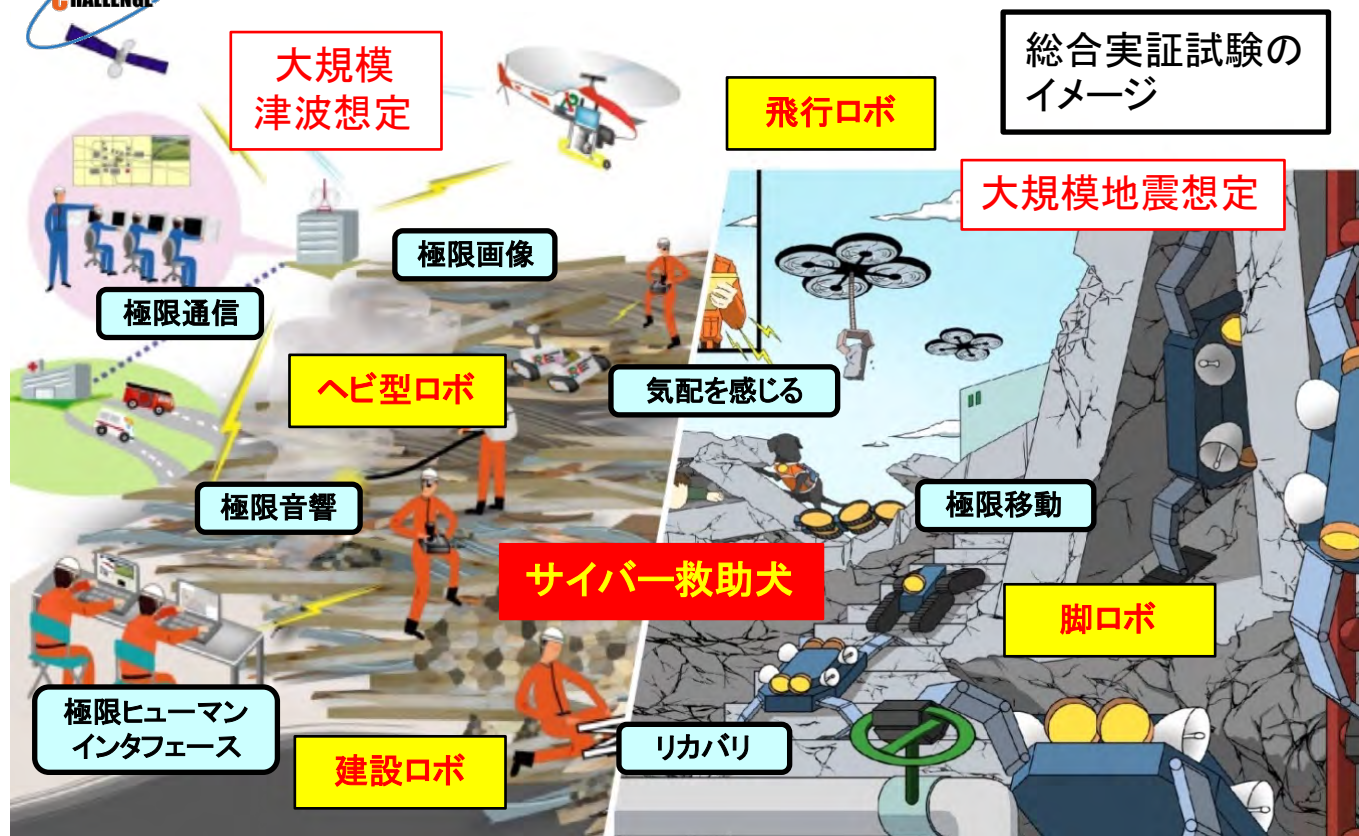 CHALLENGE
大規模
津波想定
総合実証試験の
イメージ
飛行ロボ
大規模地震想定
極限画像
極限通信
ヘビ型ロボ
気配を感じる
極限音響
極限移動
サイバー救助犬
脚ロボ
極限ヒューマン
インタフェース
リカバリ
建設ロボ